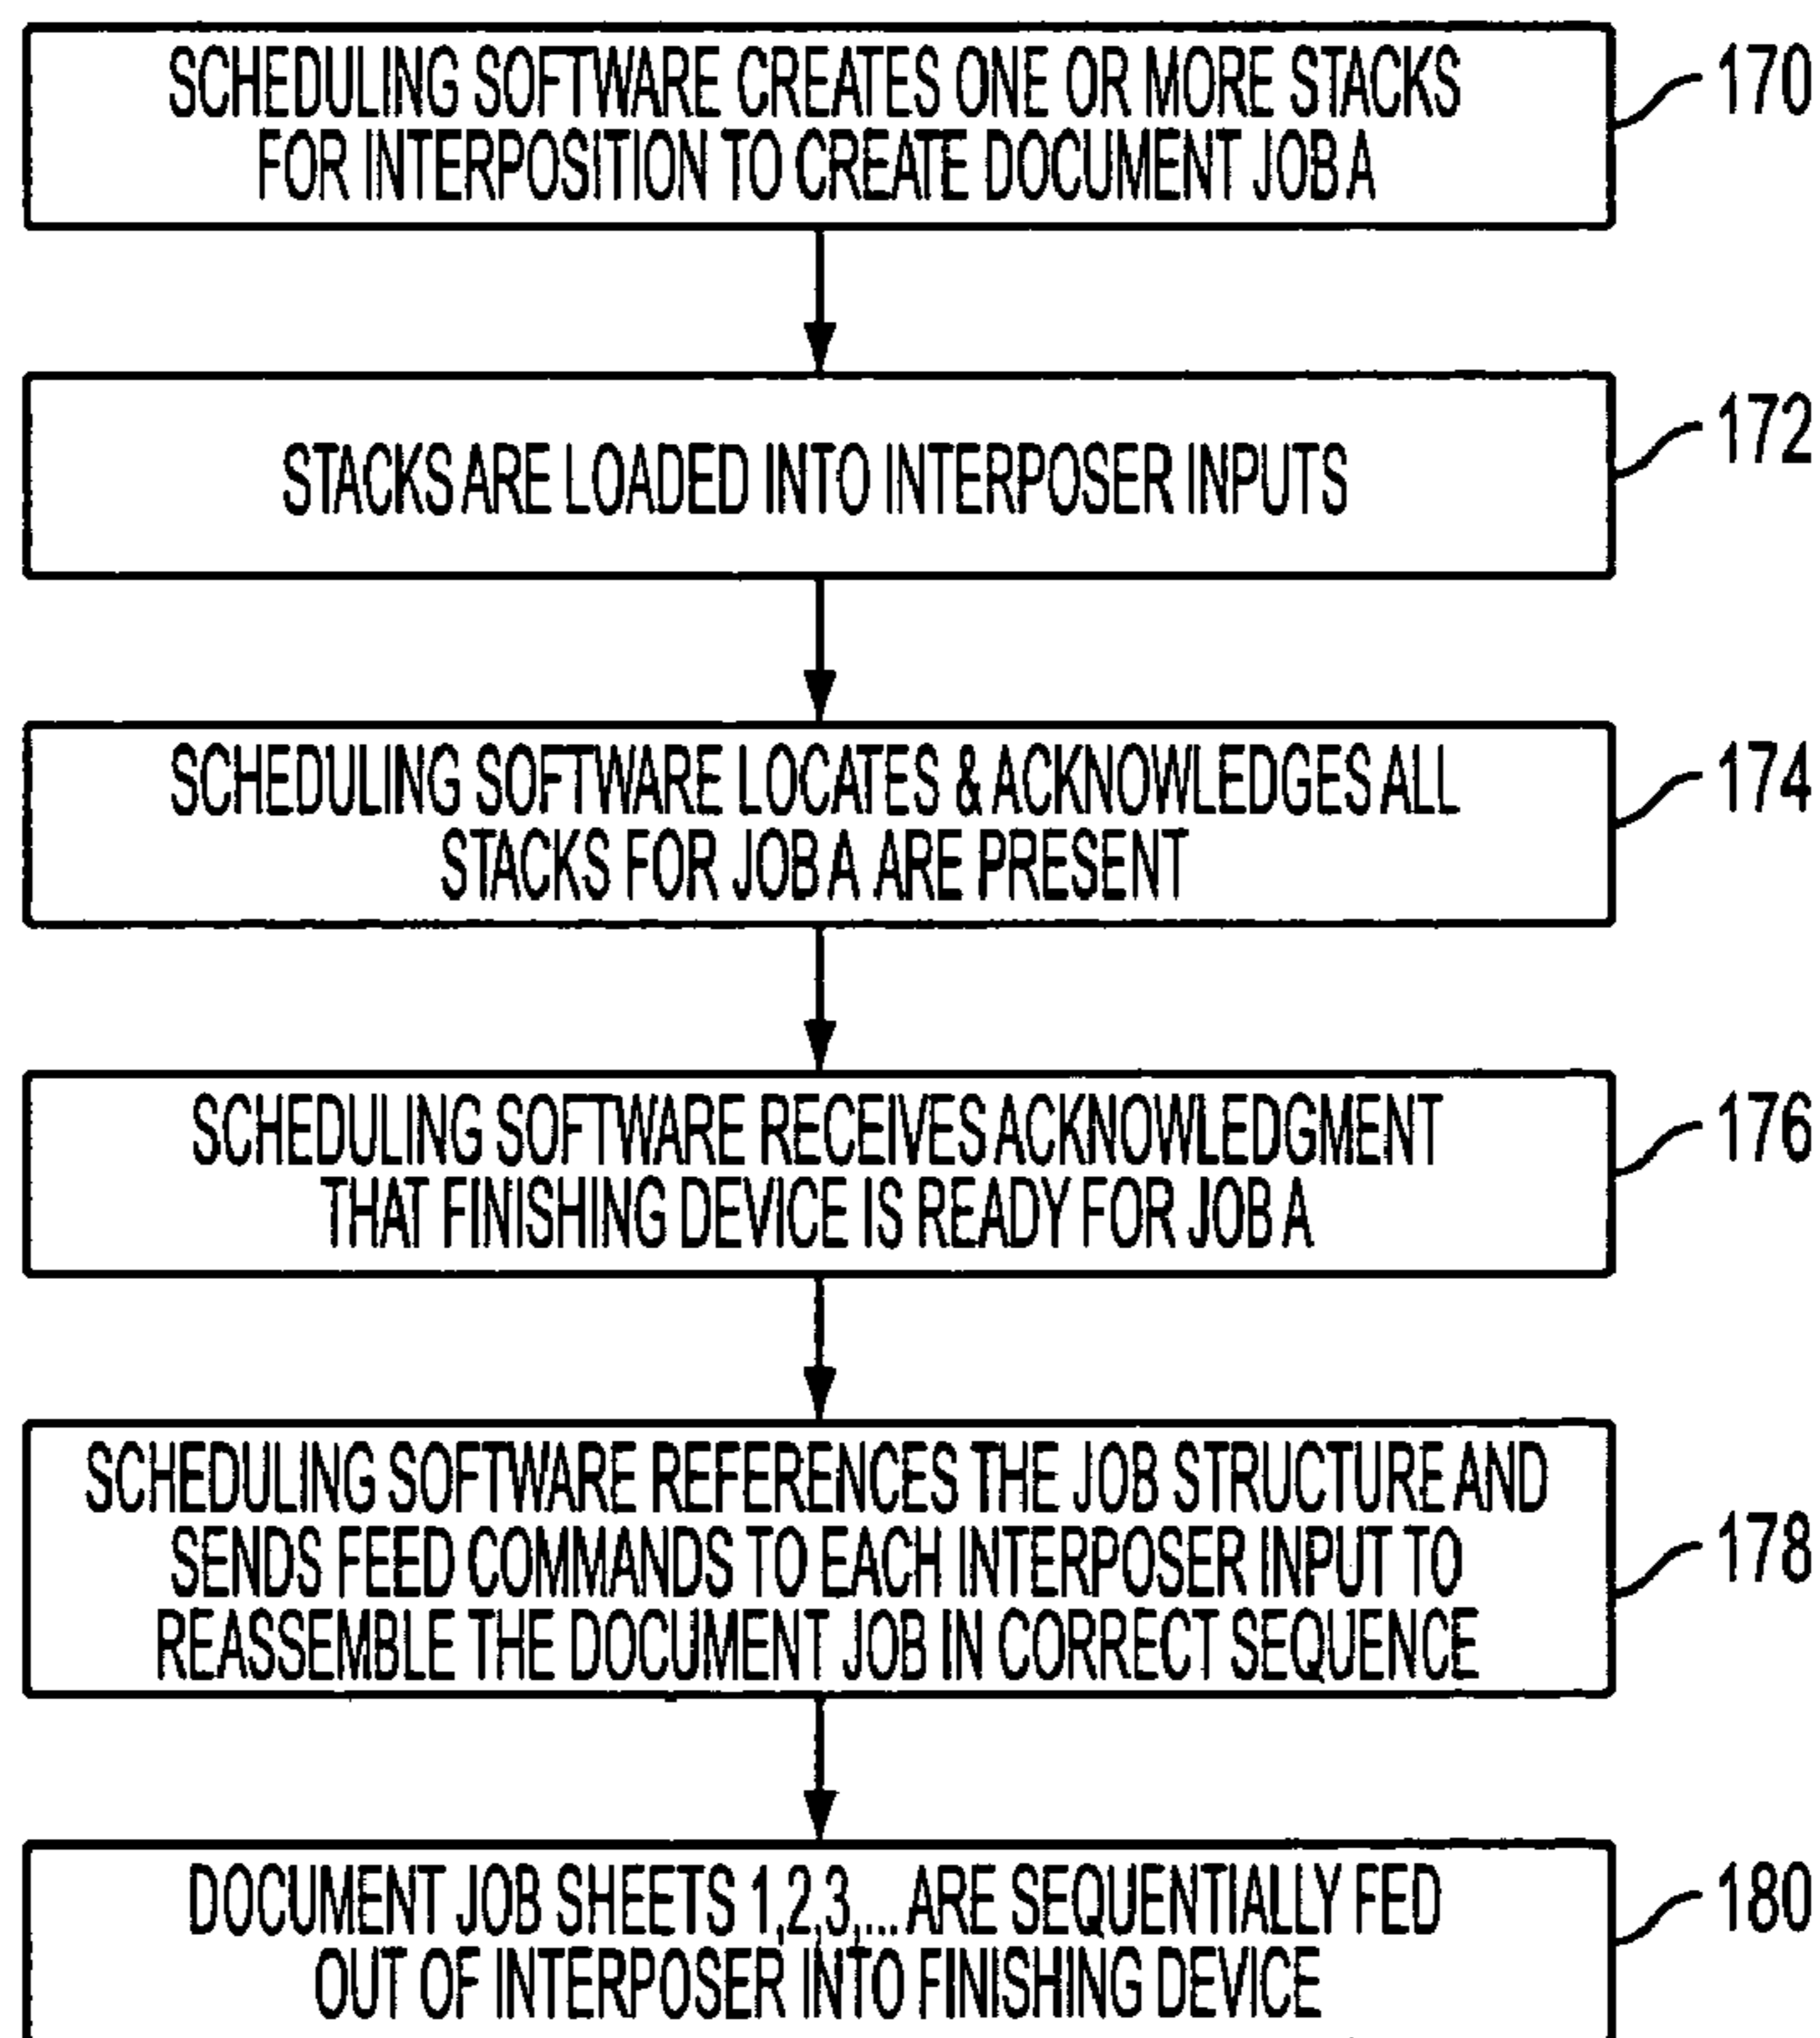 SCHEDULING SOFTWARE CREATES ONE OR MORE STACKS
FOR INTERPOSITION TO CREATE DOCUMENT JOB A
170
STACKS ARE LOADED INTO INTERPOSER INPUTS
172
SCHEDULING SOFTWARE LOCATES & ACKNOWLEDGES ALL
STACKS FOR JOB A ARE PRESENT
174
SCHEDULING SOFTWARE RECEIVES ACKNOWLEDGMENT
THAT FINISHING DEVICE IS READY FOR JOB A
176
SCHEDULING SOFTWARE REFERENCES THE JOB STRUCTURE AND
SENDS FEED COMMANDS TO EACH INTERPOSER INPUT TO
REASSEMBLE THE DOCUMENT JOB IN CORRECT SEQUENCE
178
DOCUMENT JOB SHEETS 1,2,3,... ARE SEQUENTIALLY FED
OUT OF INTERPOSER INTO FINISHING DEVICE
180